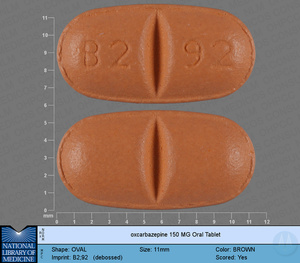 B2 92
11
10
9
8
7
6
5
4
3
2
1
0
mm
0 1 2 3 4 5 6 7 8 9 10 11 12
NATIONAL
LIBRARY OF
MEDICINE
oxcarbazepine 150 MG Oral Tablet
Shape: OVAL Size: 11mm Color: BROWN
Imprint: B2;92 (debossed) Scored: Yes